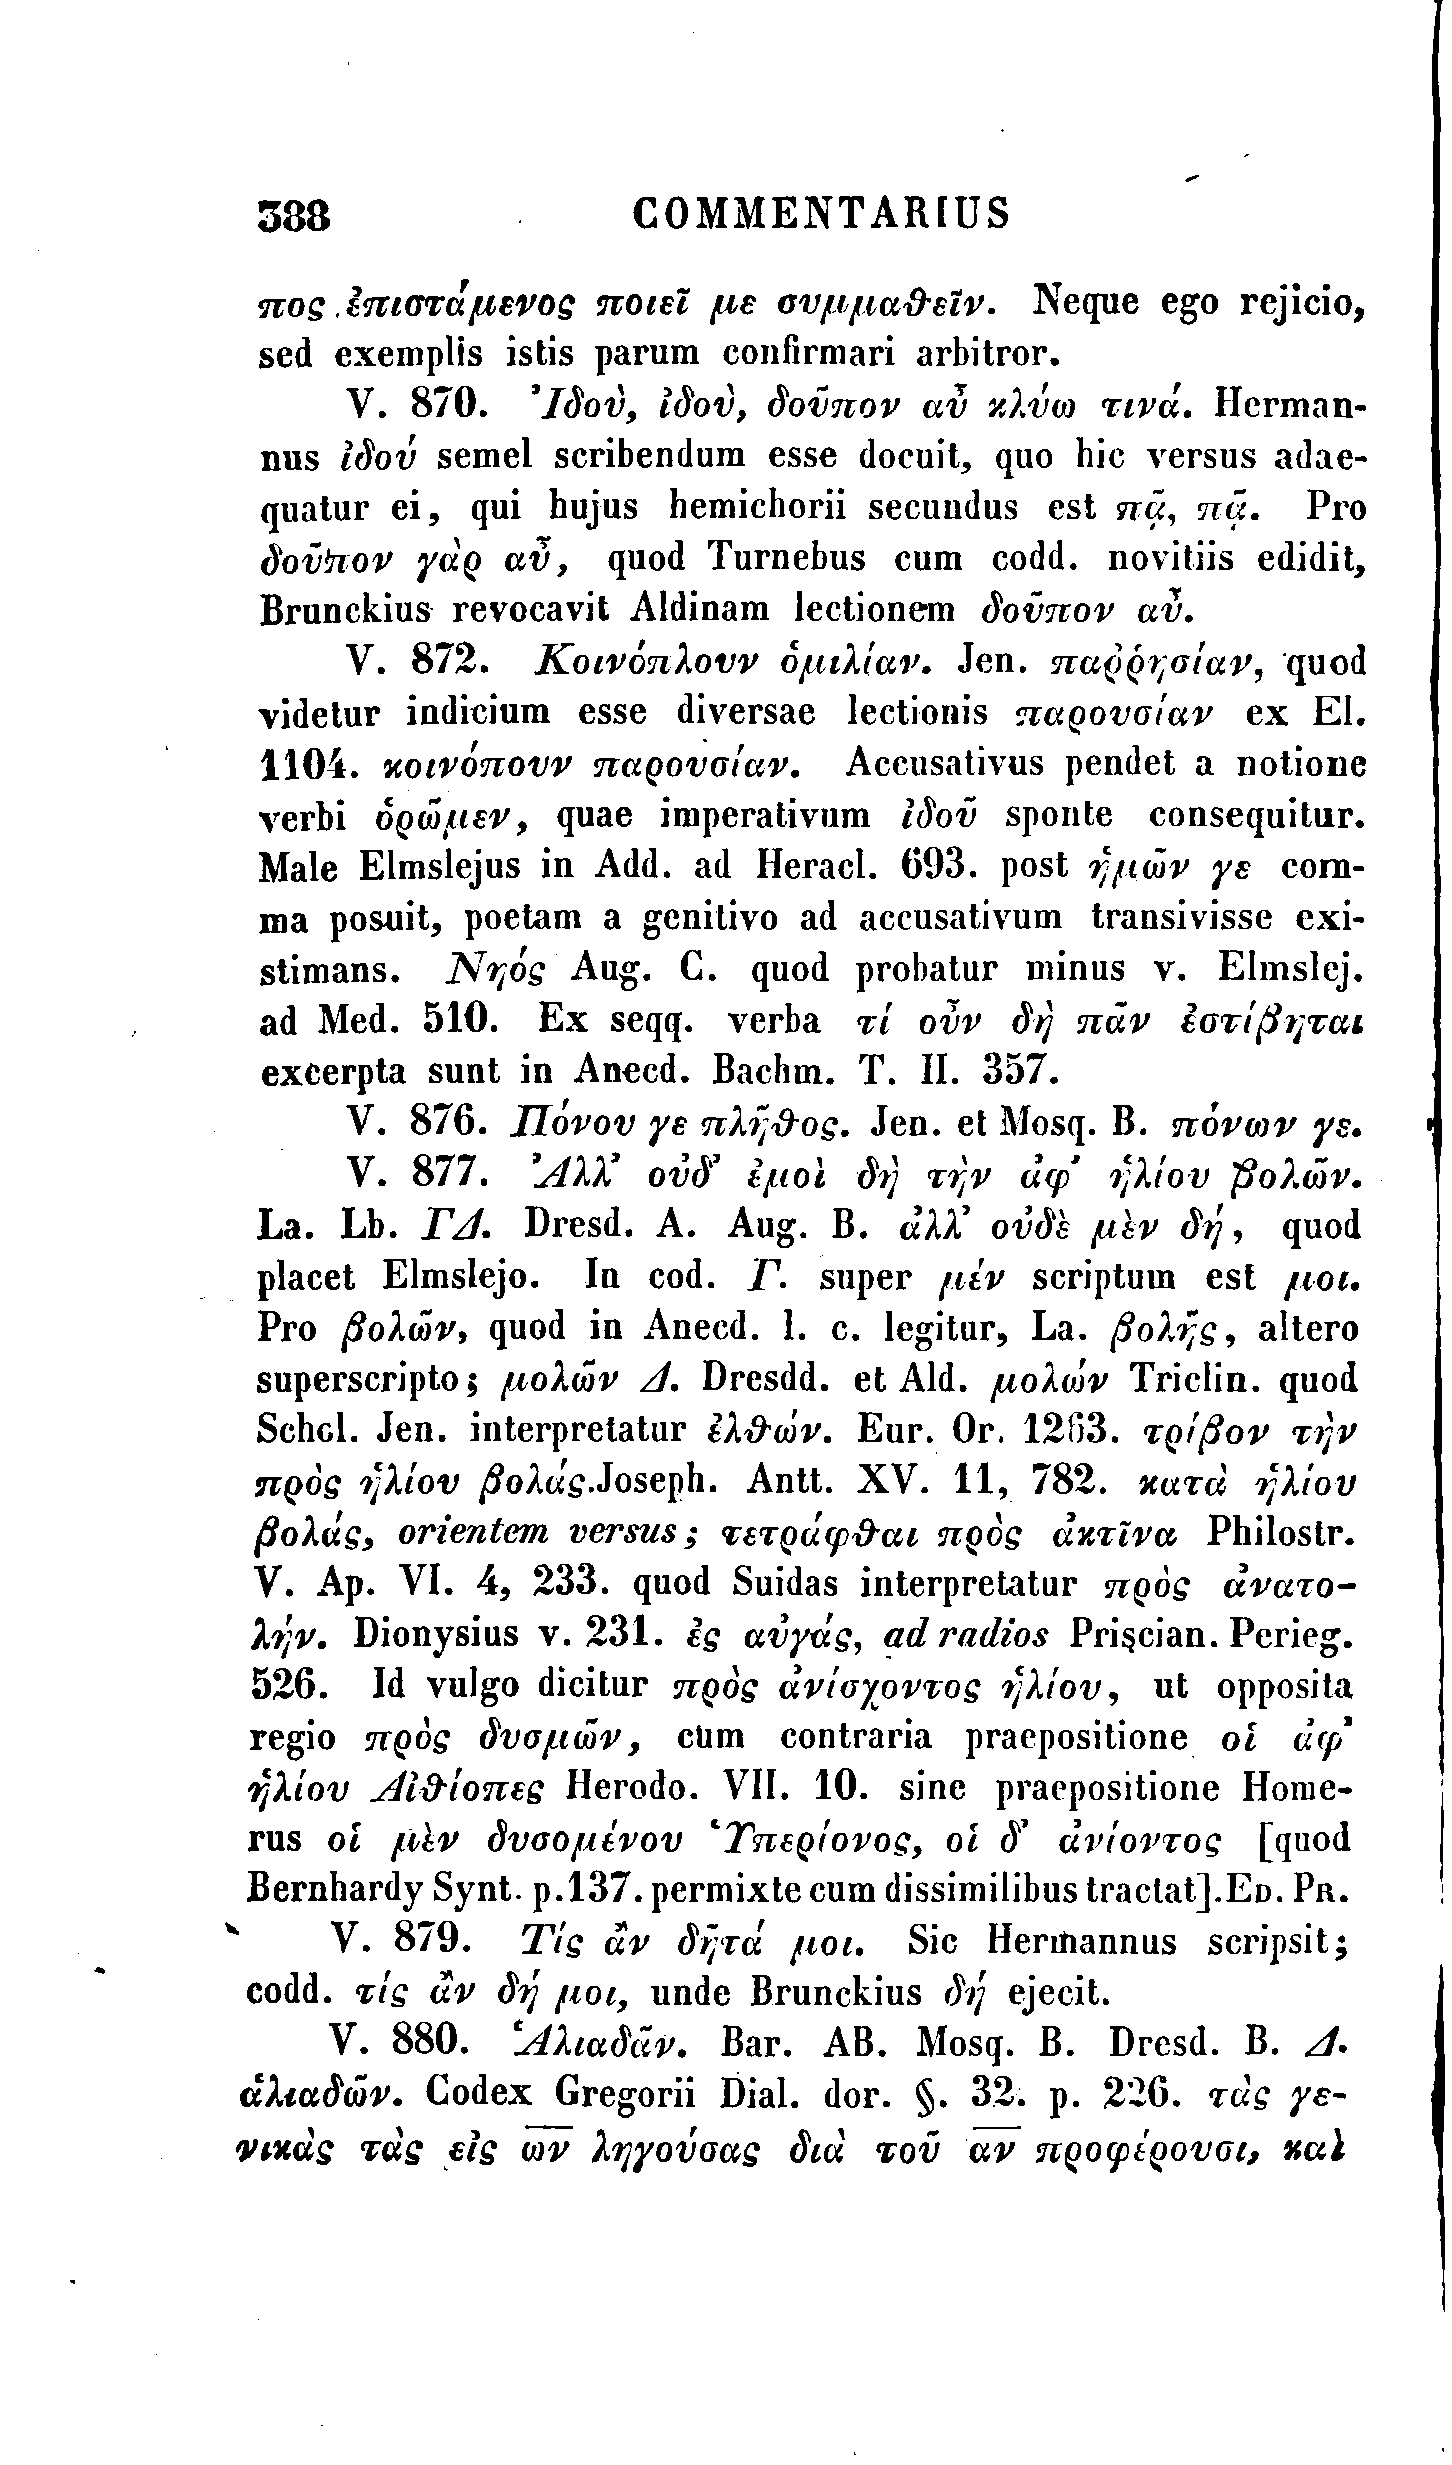 388 COMMENTARIUS
πος ἐπιστάμενος ποιεῖ με συμμαθεῖν. Neque ego rejicio,
sed exemplis istis parum confirmari arbitror.
V. 870. Ἰδοὺ, ἰδοὺ, δοῦπον αὖ κλύω τινά. Herman-
nus ἰδού semel scribendum esse docuit, quo hic versus adae-
quatur ei, qui hujus hemichorii secundus est πᾷ, πᾷ. Pro
δοῦπον γὰρ αὖ, quod Turnebus cum codd. novitiis edidit,
Brunckius revocavit Aldinam lectionem δοῦπον αὖ.
V. 872. Κοινόπλουν ὁμιλίαν. Jen. παῤῥησίαν, quod
videtur indicium esse diversae lectionis παρουσίαν ex El.
1104. κοινόπουν παρουσίαν. Accusativus pendet a notione
verbi ὁρῶμεν, quae imperativum ἰδοῦ sponte consequitur.
Male Elmslejus in Add. ad Heracl. 693. post ἡμῶν γε com-
ma posuit, poetam a genitivo ad accusativum transivisse exi-
stimans. Νηός Aug. C. quod probatur minus v. Elmslej.
ad Med. 510. Ex seqq. verba τί οὖν δὴ πᾶν ἐστίβηται
excerpta sunt in Anecd. Bachm. T. II. 357.
V. 876. Πόνου γε πλῆθος. Jen. et Mosq. B. πόνων γε.
V. 877. Ἀλλ’ οὐδ’ ἐμοὶ δὴ τὴν ἀφ’ ἡλίου βολῶν.
La. Lb. ΓΔ. Dresd. A. Aug. B. ἀλλ’ οὐδὲ μὲν δή, quod
placet Elmslejo. In cod. Γ. super μέν scriptum est μοι.
Pro βολῶν, quod in Anecd. l. c. legitur, La. βολῆς, altero
superscripto; μολῶν Δ. Dresdd. et Ald. μολών Triclin. quod
Schol. Jen. interpretatur ἐλθών. Eur. Or. 1263. τρίβον τὴν
πρὸς ἡλίου βολάς. Joseph. Antt. XV. 11, 782. κατὰ ἡλίου
βολάς, orientem versus; τετράφθαι πρὸς ἀκτῖνα Philostr.
V. Ap. VI. 4, 233. quod Suidas interpretatur πρὸς ἀνατο-
λήν. Dionysius v. 231. ἐς αὐγάς, ad radios Priscian. Perieg.
526. Id vulgo dicitur πρὸς ἀνίσχοντος ἡλίου, ut opposita
regio πρὸς δυσμῶν, cum contraria praepositione οἱ ἀφ’
ἡλίου Αἰθίοπες Herodo. VII. 10. sine praepositione Home-
rus οἱ μὲν δυσομένου Ὑπερίονος, οἱ δ’ ἀνίοντος [quod
Bernhardy Synt. p. 137. permixte cum dissimilibus tractat]. ED. PR.
V. 879. Τίς ἂν δῆτά μοι. Sic Hermannus scripsit;
codd. τίς ἂν δή μοι, unde Brunckius δή ejecit.
V. 880. Ἁλιαδᾶν. Bar. AB. Mosq. B. Dresd. B. Δ.
ἁλιαδῶν. Codex Gregorii Dial. dor. §. 32. p. 226. τὰς γε-
νικὰς τὰς εἰς ων ληγούσας διὰ τοῦ αν προφέρουσι, καὶ